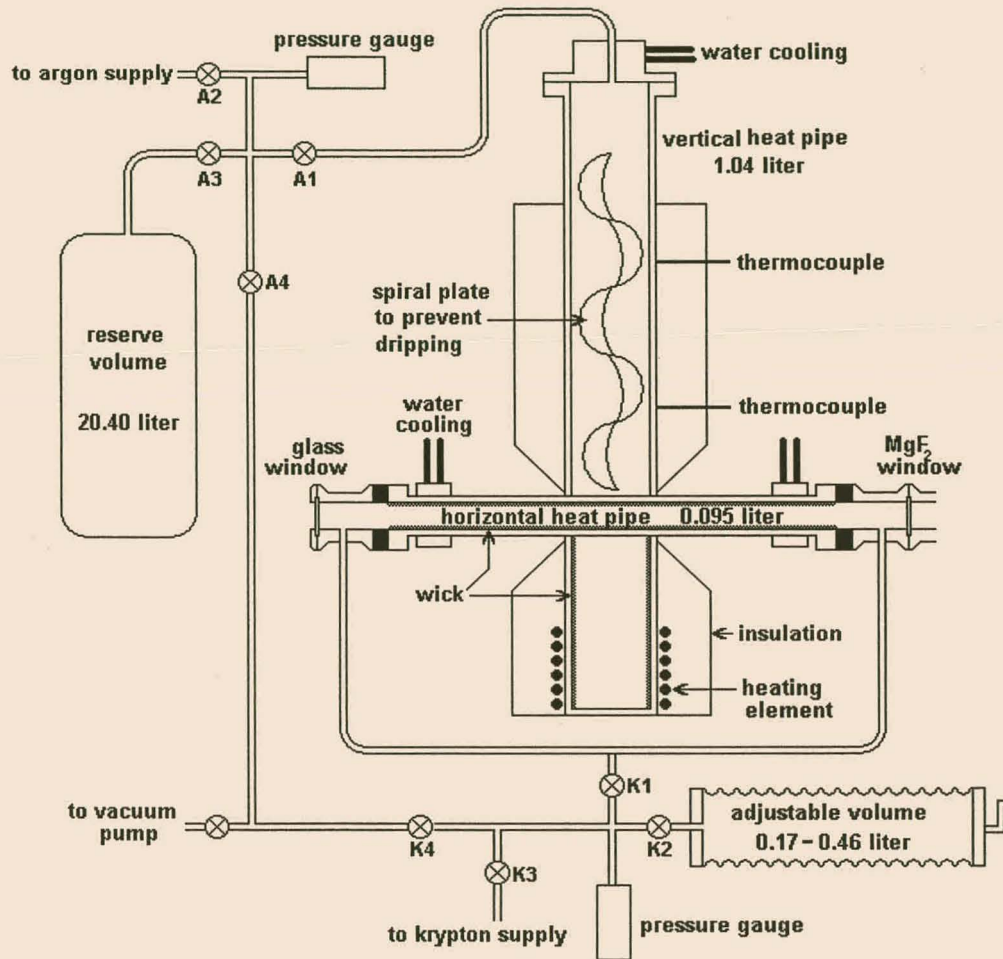 pressure gauge
to argon supply
A2
water cooling
A3
A1
vertical heat pipe
1.04 liter
A4
thermocouple
spiral plate
to prevent
dripping
reserve
volume
20.40 liter
thermocouple
water
cooling
glass
window
MgF2
window
horizontal heat pipe 0.095 liter
wick
insulation
heating
element
K1
to vacuum
pump
K4
K2
adjustable volume
0.17-0.46 liter
K3
to krypton supply
pressure gauge